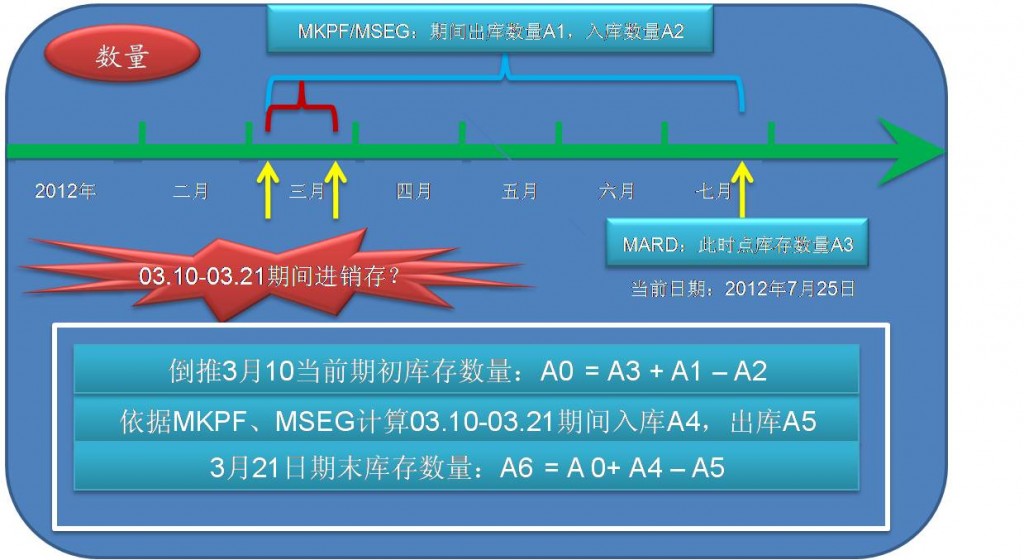 数量
MKPF/MSEG：期间出库数量A1，入库数量A2
2012年
二月
三月
四月
五月
六月
七月
MARD：此时点库存数量A3
03.10-03.21期间进销存？
当前日期：2012年7月25日
倒推3月10当前期初库存数量：A0 = A3 + A1 – A2
依据MKPF、MSEG计算03.10-03.21期间入库A4，出库A5
3月21日期末库存数量：A6 = A 0+ A4 – A5